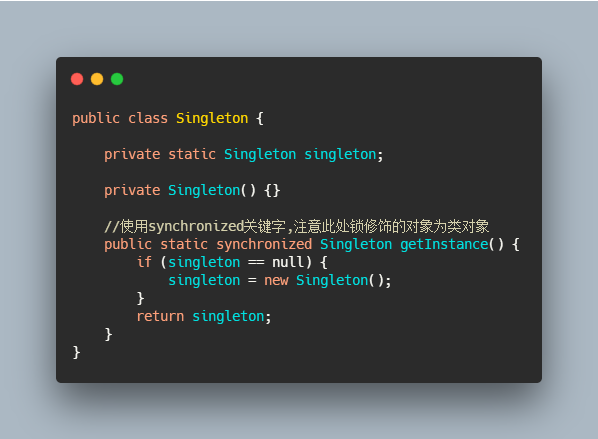 public class Singleton {
private static Singleton singleton;
private Singleton() {}
//使用synchronized关键字,注意此处锁修饰的对象为类对象
public static synchronized Singleton getInstance() {
if (singleton == null) {
singleton = new Singleton();
}
return singleton;
}
}